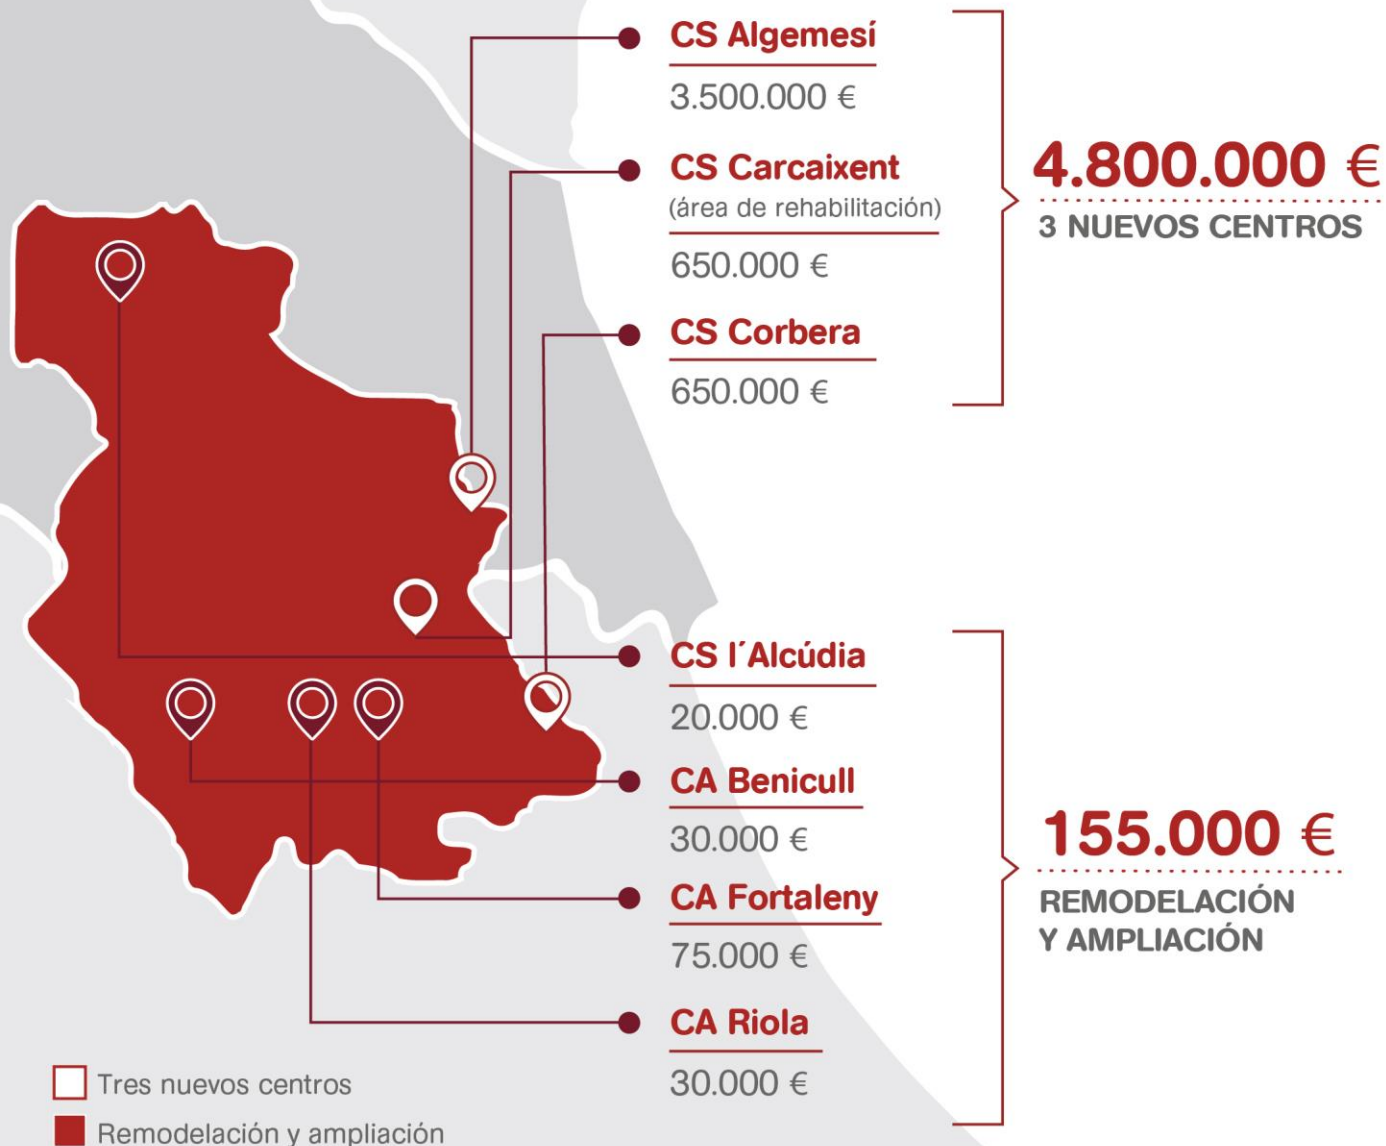 CS Algemesí
3.500.000 €
CS Carcaixent
(área de rehabilitación)
650.000 €
CS Corbera
650.000 €
4.800.000 €
3 NUEVOS CENTROS
CS l´Alcúdia
20.000 €
CA Benicull
30.000 €
CA Fortaleny
75.000 €
CA Riola
30.000 €
155.000 €
REMODELACIÓN
Y AMPLIACIÓN
Tres nuevos centros
Remodelación y ampliación